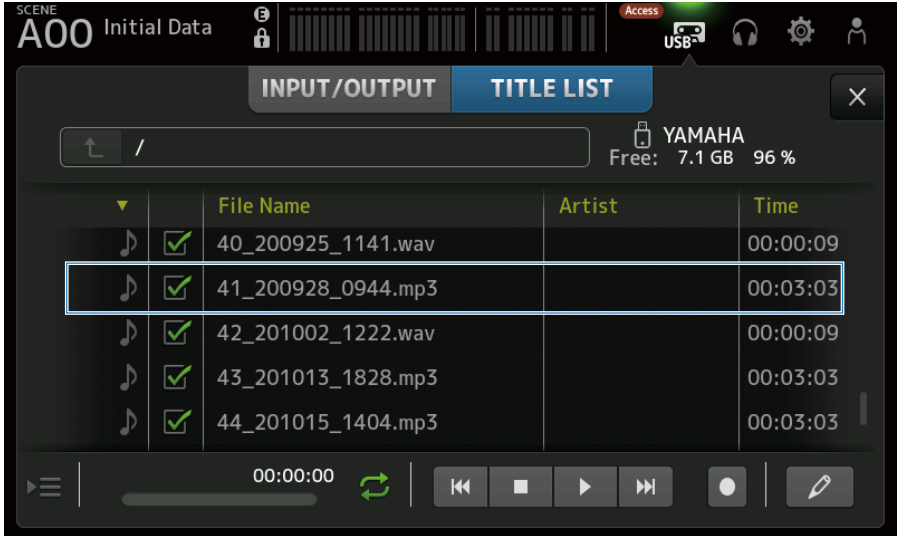 SCENE
A00 Initial Data
E
Access
USB
INPUT/OUTPUT TITLE LIST
/
YAMAHA
Free: 7.1 GB 96 %
File Name Artist Time
40_200925_1141.wav 00:00:09
41_200928_0944.mp3 00:03:03
42_201002_1222.wav 00:00:09
43_201013_1828.mp3 00:03:03
44_201015_1404.mp3 00:03:03
00:00:00